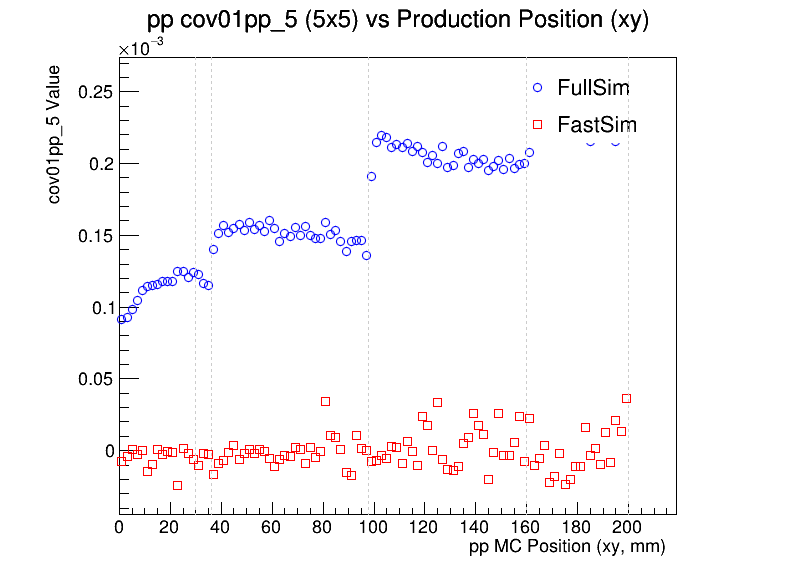 pp cov01pp_5 (5x5) vs Production Position (xy)
×10⁻³
cov01pp_5 Value
0.25
0.2
0.15
0.1
0.05
0
FullSim
FastSim
0 20 40 60 80 100 120 140 160 180 200
pp MC Position (xy, mm)